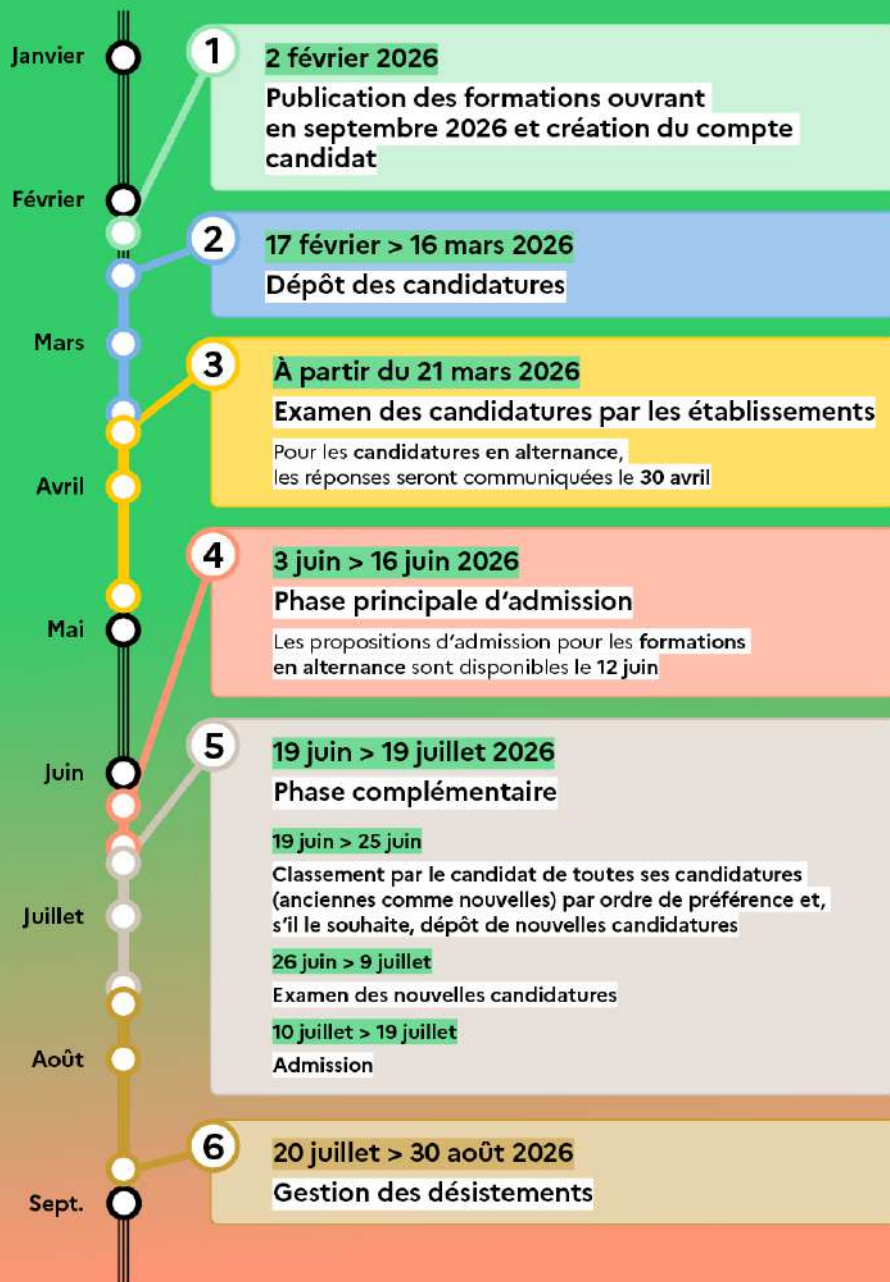 Janvier
1
2 février 2026
Publication des formations ouvrant
en septembre 2026 et création du compte
candidat
Février
2
17 février > 16 mars 2026
Dépôt des candidatures
Mars
3
À partir du 21 mars 2026
Examen des candidatures par les établissements
Pour les candidatures en alternance,
les réponses seront communiquées le 30 avril
Avril
4
3 juin > 16 juin 2026
Phase principale d'admission
Les propositions d'admission pour les formations
en alternance sont disponibles le 12 juin
Mai
5
19 juin > 19 juillet 2026
Phase complémentaire
Juin
19 juin > 25 juin
Classement par le candidat de toutes ses candidatures
(anciennes comme nouvelles) par ordre de préférence et,
s'il le souhaite, dépôt de nouvelles candidatures
Juillet
26 juin > 9 juillet
Examen des nouvelles candidatures
10 juillet > 19 juillet
Admission
Août
6
20 juillet > 30 août 2026
Gestion des désistements
Sept.